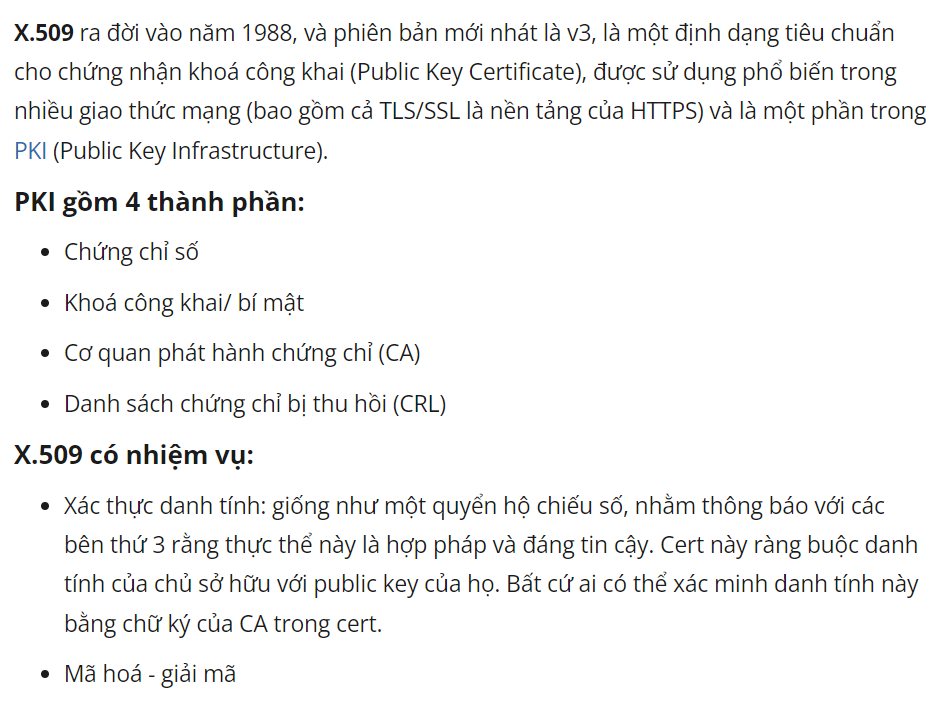 X.509 ra đời vào năm 1988, và phiên bản mới nhất là v3, là một định dạng tiêu chuẩn
cho chứng nhận khoá công khai (Public Key Certificate), được sử dụng phổ biến trong
nhiều giao thức mạng (bao gồm cả TLS/SSL là nền tảng của HTTPS) và là một phần trong
PKI (Public Key Infrastructure).
PKI gồm 4 thành phần:
• Chứng chỉ số
• Khoá công khai/ bí mật
• Cơ quan phát hành chứng chỉ (CA)
• Danh sách chứng chỉ bị thu hồi (CRL)
X.509 có nhiệm vụ:
• Xác thực danh tính: giống như một quyển hộ chiếu số, nhằm thông báo với các
bên thứ 3 rằng thực thể này là hợp pháp và đáng tin cậy. Cert này ràng buộc danh
tính của chủ sở hữu với public key của họ. Bất cứ ai có thể xác minh danh tính này
bằng chữ ký của CA trong cert.
• Mã hoá - giải mã